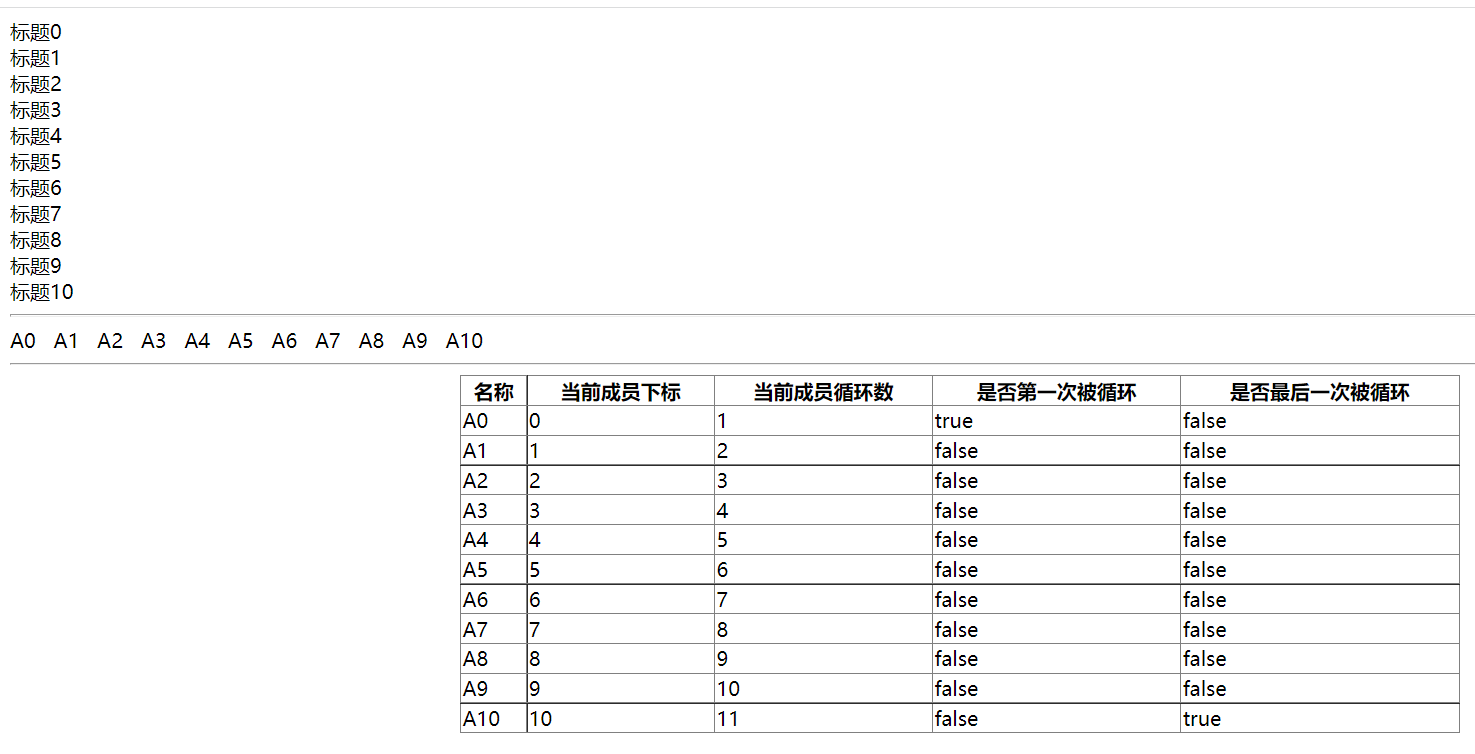 标题0
标题1
标题2
标题3
标题4
标题5
标题6
标题7
标题8
标题9
标题10
A0 A1 A2 A3 A4 A5 A6 A7 A8 A9 A10
名称 当前成员下标 当前成员循环数 是否第一次被循环 是否最后一次被循环
A0 0 1 true false
A1 1 2 false false
A2 2 3 false false
A3 3 4 false false
A4 4 5 false false
A5 5 6 false false
A6 6 7 false false
A7 7 8 false false
A8 8 9 false false
A9 9 10 false false
A10 10 11 false true